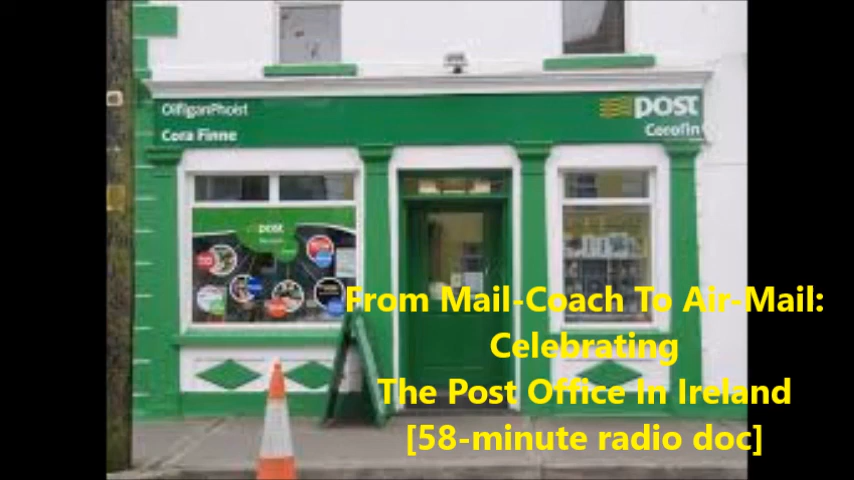 OifiganPhoist
Cora Finne
post
Corofin
post
From Mail-Coach To Air-Mail:
Celebrating
The Post Office In Ireland
[58-minute radio doc]